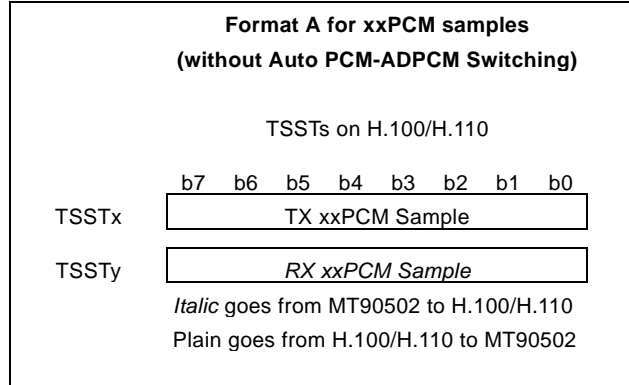 Format A for xxPCM samples
(without Auto PCM-ADPCM Switching)
TSSTs on H.100/H.110
b7 b6 b5 b4 b3 b2 b1 b0
TSSTx TX xxPCM Sample
TSSTy RX xxPCM Sample
Italic goes from MT90502 to H.100/H.110
Plain goes from H.100/H.110 to MT90502